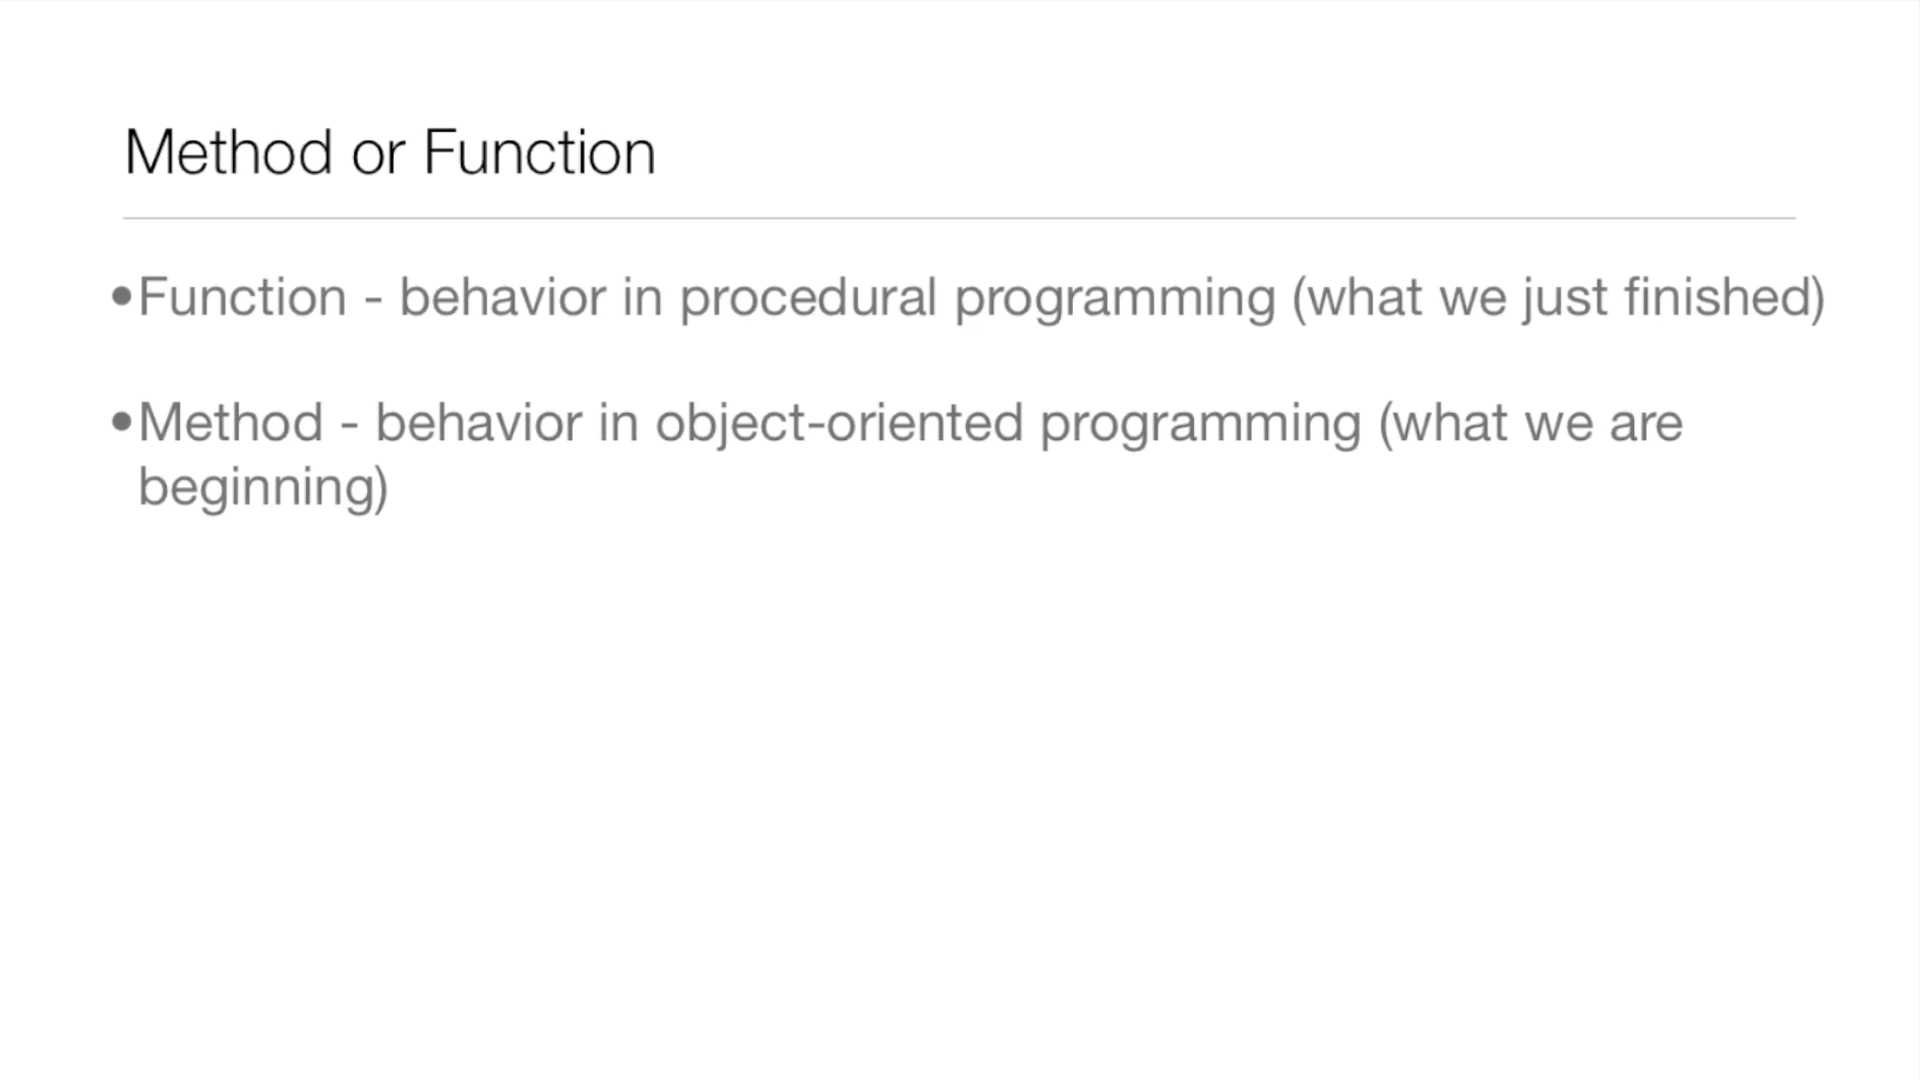 Method or Function
•Function - behavior in procedural programming (what we just finished)
•Method - behavior in object-oriented programming (what we are
beginning)